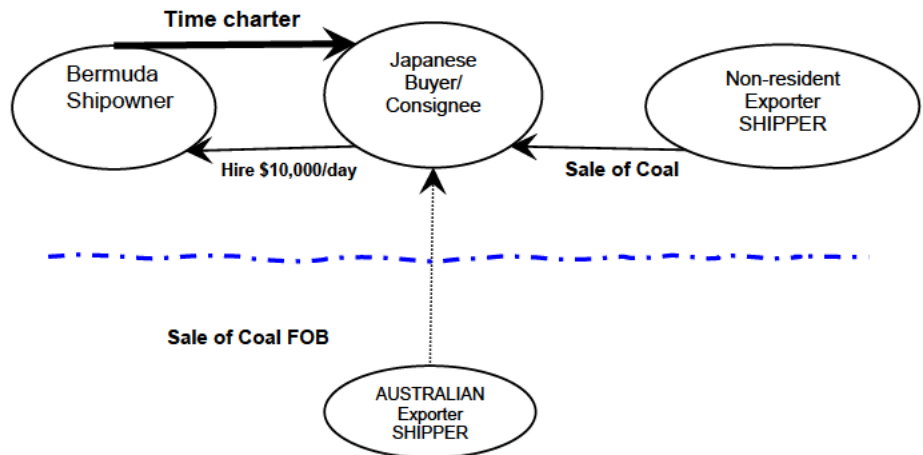 Time charter
Bermuda
Shipowner
Japanese
Buyer/
Consignee
Non-resident
Exporter
SHIPPER
Hire $10,000/day
Sale of Coal
Sale of Coal FOB
AUSTRALIAN
Exporter
SHIPPER